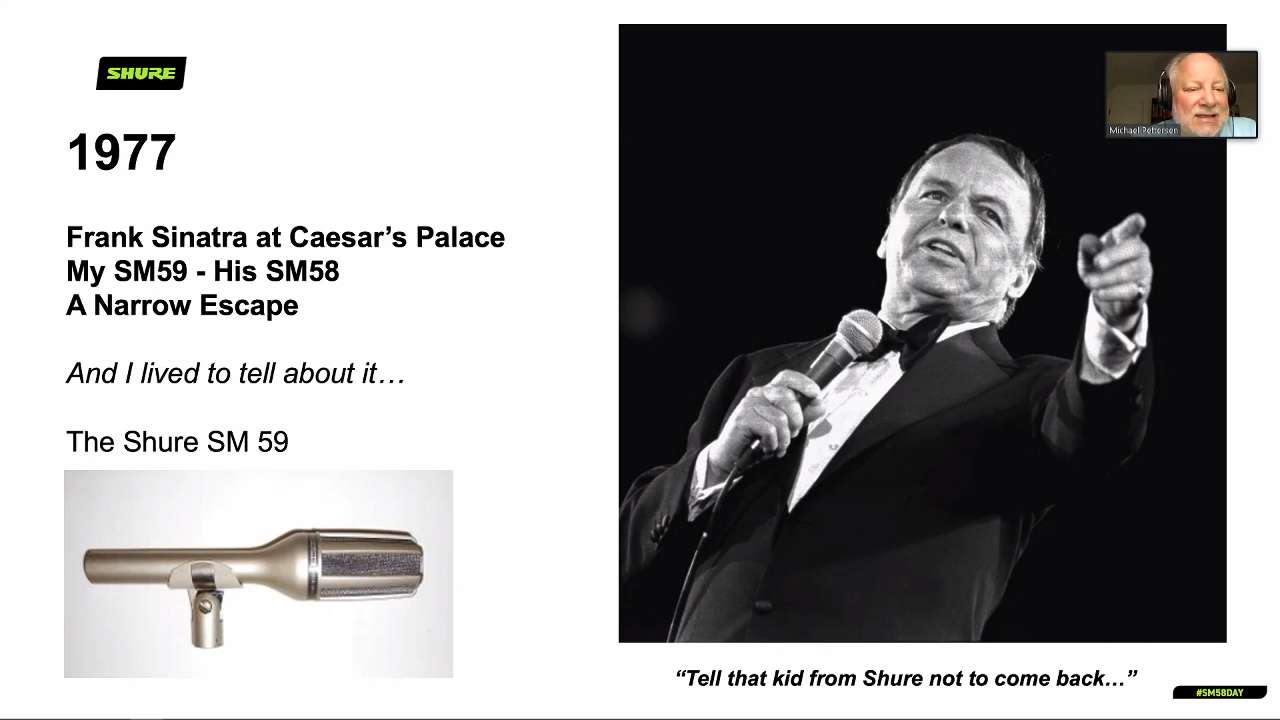 SHURE
1977
Frank Sinatra at Caesar’s Palace
My SM59 - His SM58
A Narrow Escape
And I lived to tell about it…
The Shure SM 59
Michael Pettersen
“Tell that kid from Shure not to come back…”
#SM58DAY